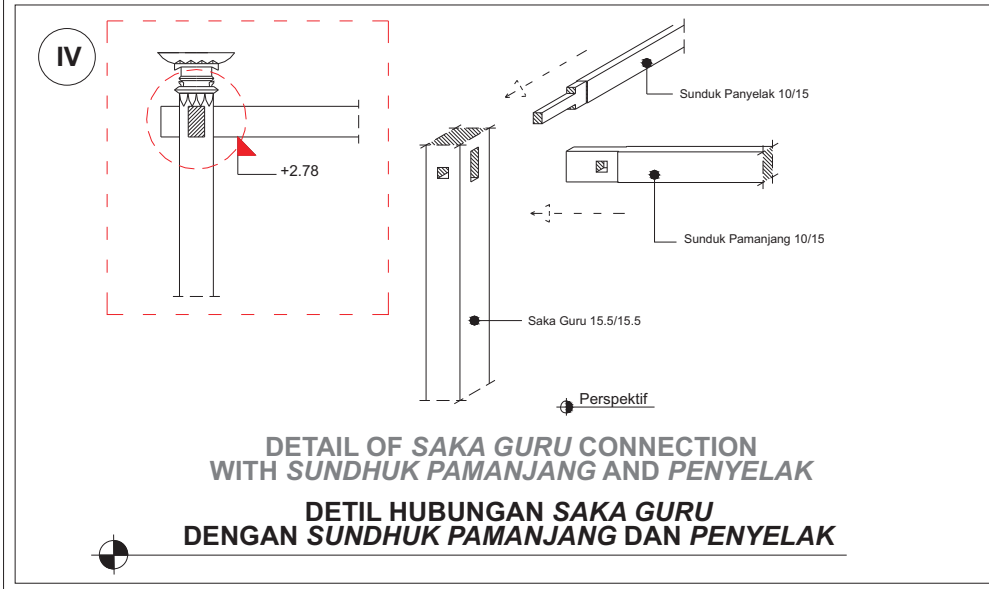 IV
+2.78
Sunduk Panyelak 10/15
Sunduk Pamanjang 10/15
Saka Guru 15.5/15.5
Perspektif
DETAIL OF SAKA GURU CONNECTION
WITH SUNDHUK PAMANJANG AND PENYELAK
DETIL HUBUNGAN SAKA GURU
DENGAN SUNDHUK PAMANJANG DAN PENYELAK